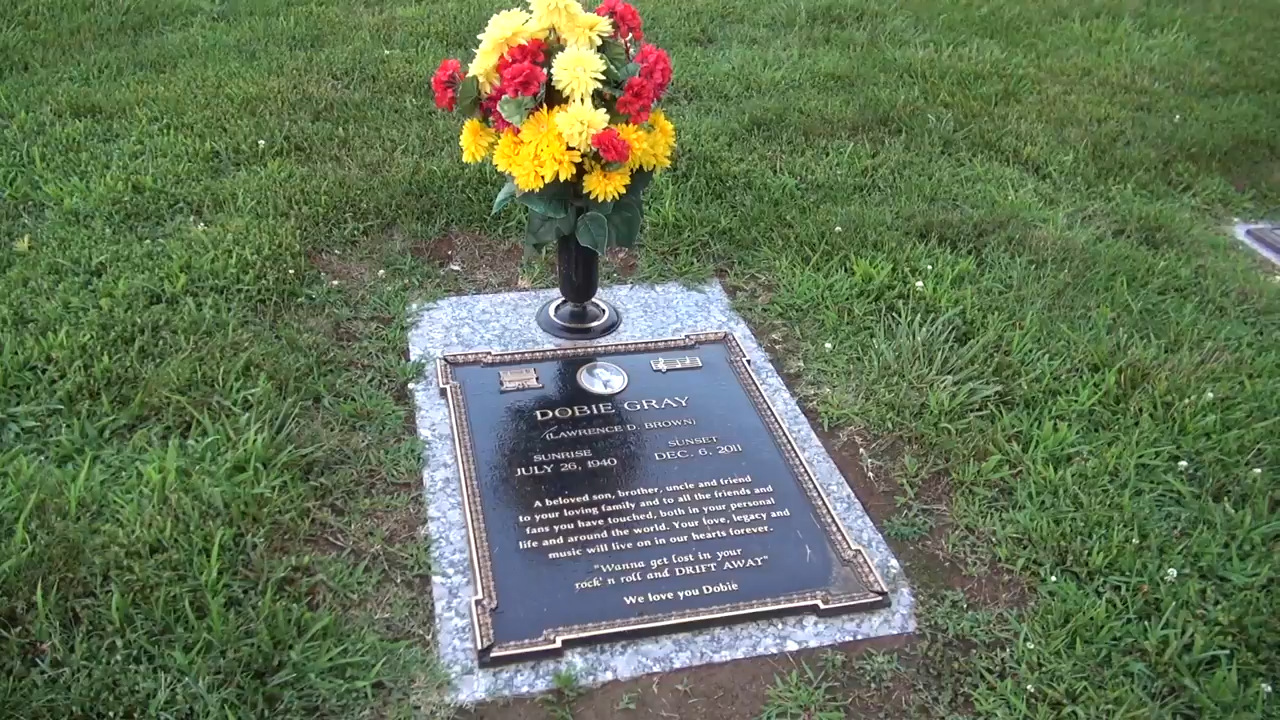 DOBIE GRAY
(LAWRENCE D. BROWN)
SUNRISE SUNSET
JULY 26, 1940 DEC. 6, 2011
A beloved son, brother, uncle and friend
to your loving family and to all the friends and
fans you have touched, both in your personal
life and around the world. Your love, legacy and
music will live on in our hearts forever.
"Wanna get lost in your
rock' n roll and DRIFT AWAY"
We love you Dobie